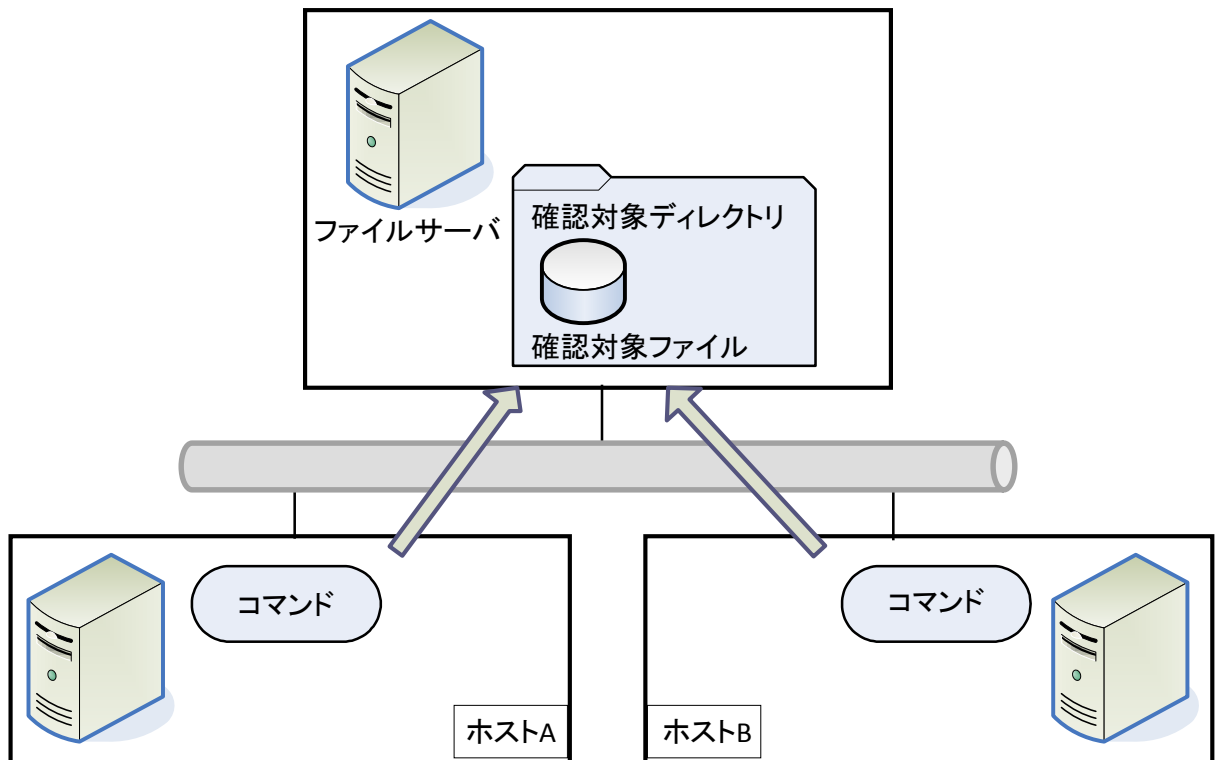 ファイルサーバ
確認対象ディレクトリ
確認対象ファイル
コマンド
ホストA
コマンド
ホストB